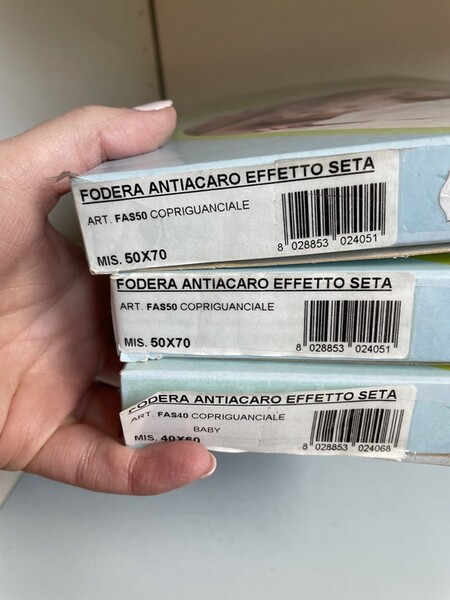 FODERA ANTIACARO EFFETTO SETA
ART. FAS50 COPRIGUANCIALE
MIS. 50X70
8 028853 024051
FODERA ANTIACARO EFFETTO SETA
ART. FAS50 COPRIGUANCIALE
MIS. 50X70
8 028853 024051
FODERA ANTIACARO EFFETTO SETA
ART. FAS40 COPRIGUANCIALE
BABY
MIS. 40X60
8 028853 024068